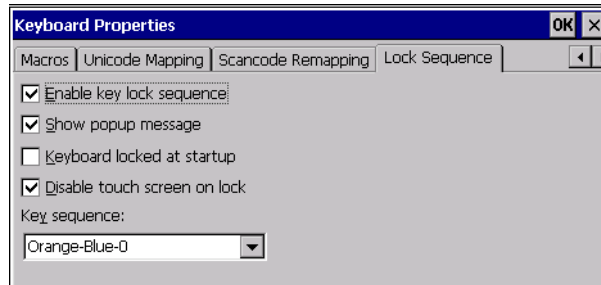 Keyboard Properties OK ×
Macros Unicode Mapping Scancode Remapping Lock Sequence
Enable key lock sequence
Show popup message
Keyboard locked at startup
Disable touch screen on lock
Key sequence:
Orange-Blue-0